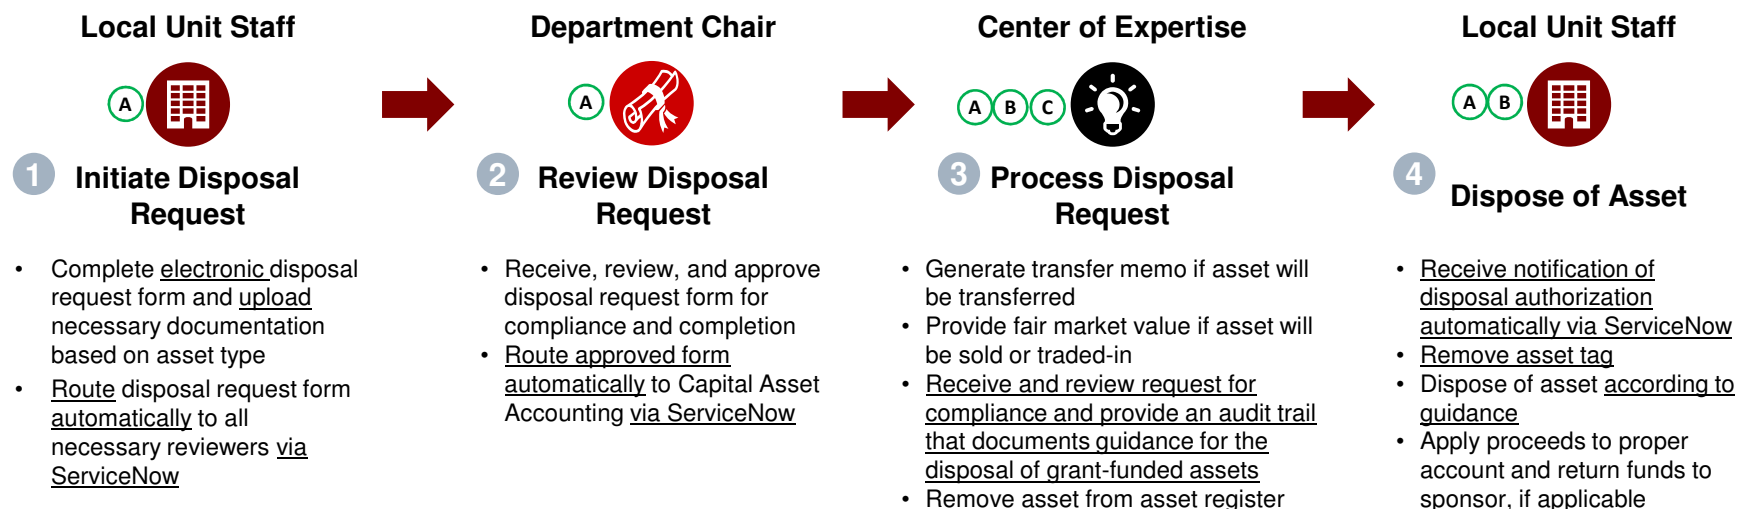 Local Unit Staff
A
1
Initiate Disposal
Request
• Complete electronic disposal
request form and upload
necessary documentation
based on asset type
• Route disposal request form
automatically to all
necessary reviewers via
ServiceNow
Department Chair
A
2
Review Disposal
Request
• Receive, review, and approve
disposal request form for
compliance and completion
• Route approved form
automatically to Capital Asset
Accounting via ServiceNow
Center of Expertise
A B C
3
Process Disposal
Request
• Generate transfer memo if asset will
be transferred
• Provide fair market value if asset will
be sold or traded-in
• Receive and review request for
compliance and provide an audit trail
that documents guidance for the
disposal of grant-funded assets
• Remove asset from asset register
Local Unit Staff
A B
4
Dispose of Asset
• Receive notification of
disposal authorization
automatically via ServiceNow
• Remove asset tag
• Dispose of asset according to
guidance
• Apply proceeds to proper
account and return funds to
sponsor, if applicable